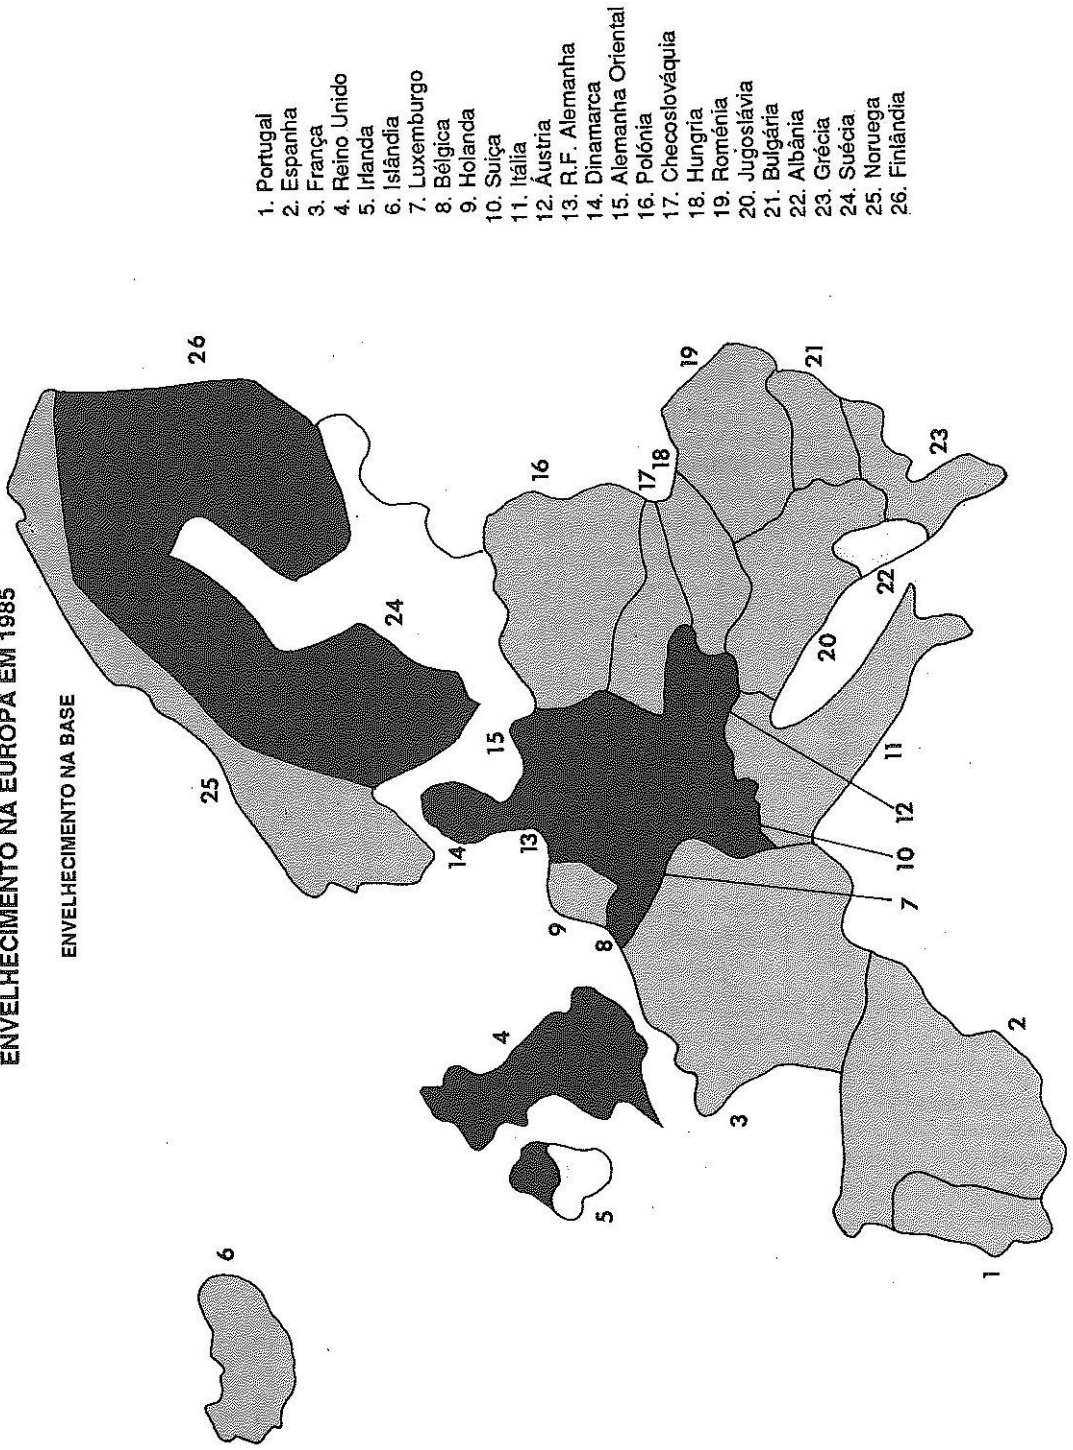 ENVELHECIMENTO NA EUROPA EM 1985
ENVELHECIMENTO NA BASE
1. Portugal
2. Espanha
3. França
4. Reino Unido
5. Irlanda
6. Islândia
7. Luxemburgo
8. Bélgica
9. Holanda
10. Suiça
11. Itália
12. Áustria
13. R.F. Alemanha
14. Dinamarca
15. Alemanha Oriental
16. Polónia
17. Checoslováquia
18. Hungria
19. Roménia
20. Jugoslávia
21. Bulgária
22. Albânia
23. Grécia
24. Suécia
25. Noruega
26. Finlândia
26
25
24
6
14
15
13
16
4
9
8
5
17
18
19
7
10
12
11
20
22
21
23
3
2
1